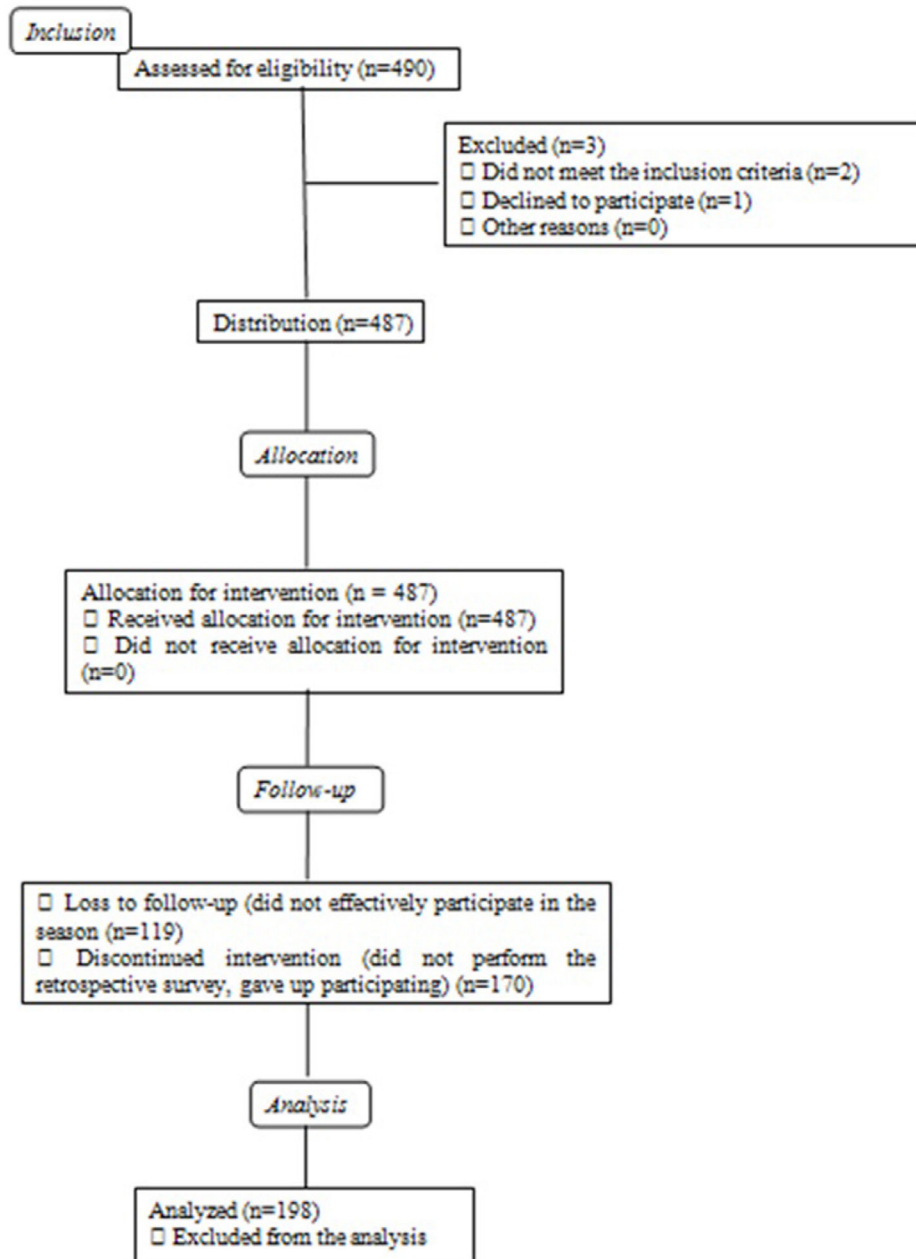 Inclusion
Assessed for eligibility (n=490)
Excluded (n=3)
□ Did not meet the inclusion criteria (n=2)
□ Declined to participate (n=1)
□ Other reasons (n=0)
Distribution (n=487)
Allocation
Allocation for intervention (n = 487)
□ Received allocation for intervention (n=487)
□ Did not receive allocation for intervention
(n=0)
Follow-up
□ Loss to follow-up (did not effectively participate in the
season (n=119)
□ Discontinued intervention (did not perform the
retrospective survey, gave up participating) (n=170)
Analysis
Analyzed (n=198)
□ Excluded from the analysis